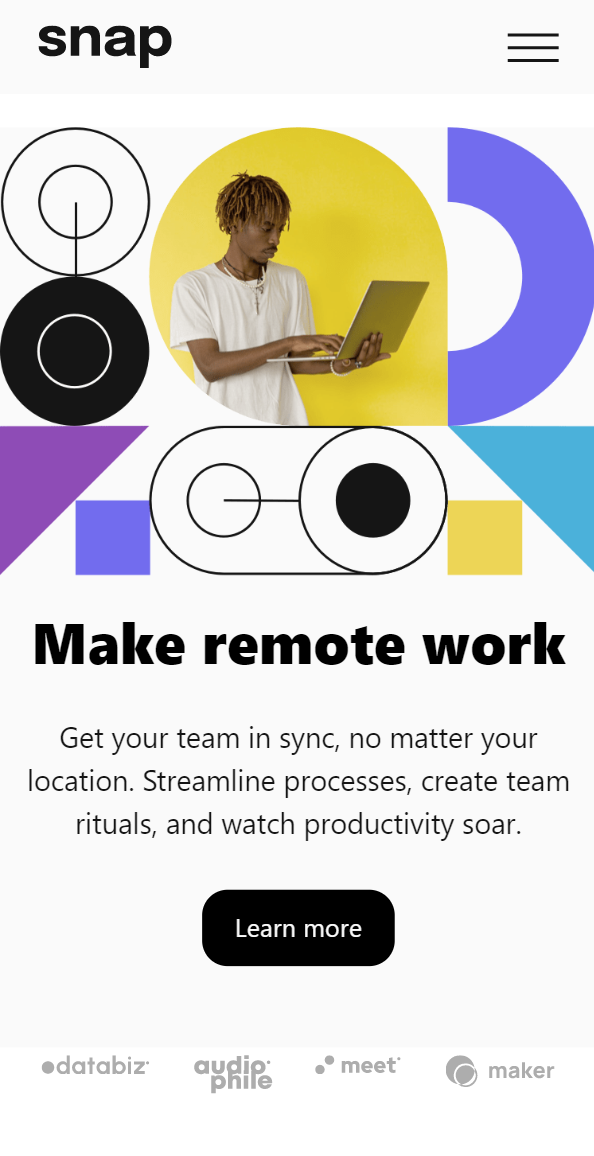 snap
Make remote work
Get your team in sync, no matter your
location. Streamline processes, create team
rituals, and watch productivity soar.
Learn more
databiz
audio
phile
meet
maker